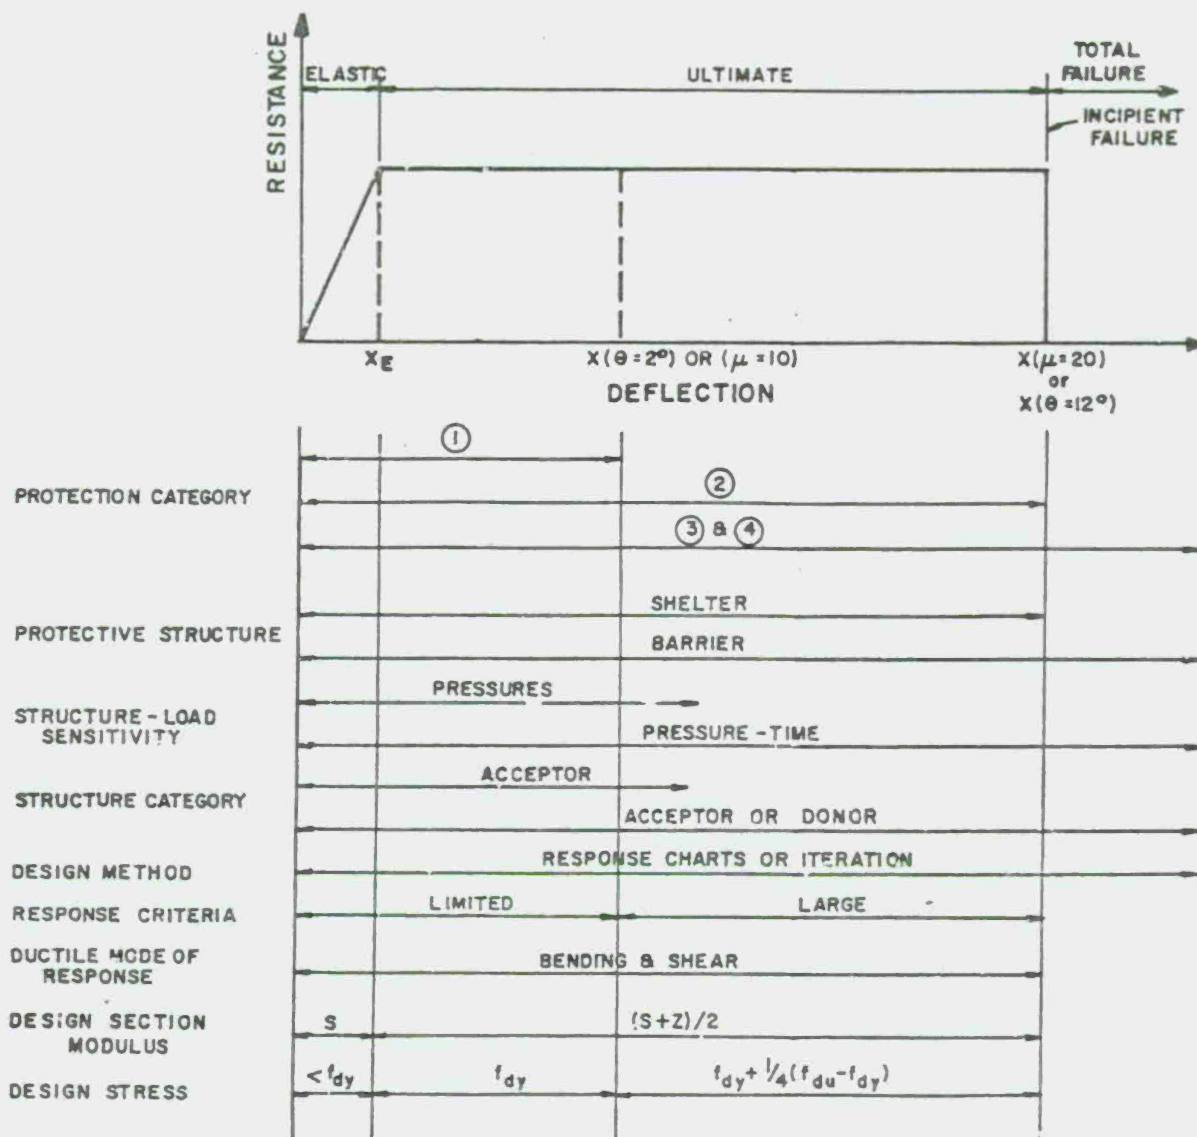 RESISTANCE
ELASTIC
ULTIMATE
TOTAL
FAILURE
INCIPIENT
FAILURE
X_E
X(θ=2°) OR (μ=10)
X(μ=20)
or
X(θ=12°)
DEFLECTION
PROTECTION CATEGORY
①
②
③ & ④
PROTECTIVE STRUCTURE
SHELTER
BARRIER
STRUCTURE-LOAD
SENSITIVITY
PRESSURES
PRESSURE-TIME
STRUCTURE CATEGORY
ACCEPTOR
ACCEPTOR OR DONOR
DESIGN METHOD
RESPONSE CHARTS OR ITERATION
RESPONSE CRITERIA
LIMITED
LARGE
DUCTILE MODE OF
RESPONSE
BENDING & SHEAR
DESIGN SECTION
MODULUS
S
(S+Z)/2
DESIGN STRESS
<f_dy
f_dy
f_dy + 1/4(f_du-f_dy)